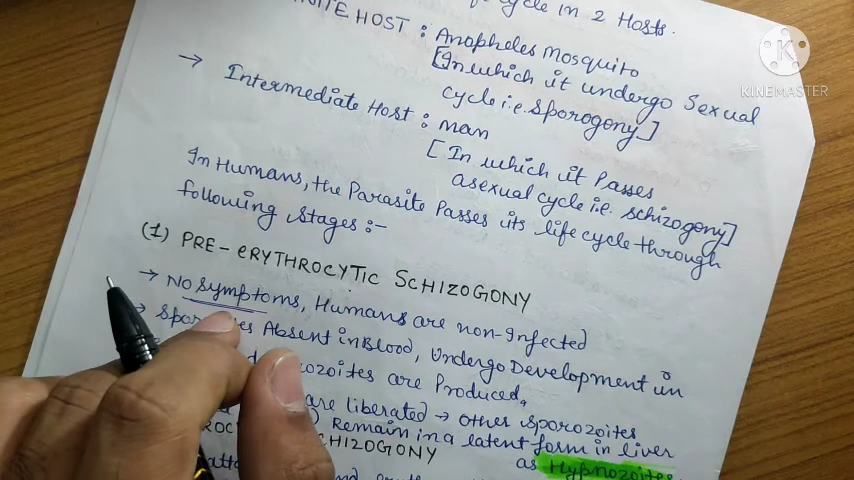 cycle in 2 Hosts.
HOST : Anopheles Mosquito
[In which it undergo Sexual
cycle i.e. Sporogony]
→ Intermediate Host : man
[In which it Passes
asexual cycle i.e. schizogony]
In Humans, the Parasite Passes its life cycle through
following stages :-
(1) PRE-eRYTHROCYTIC SCHIZOGONY
→ No symptoms, Humans are non-Infected
→ Absent in Blood, Undergo Development in
are Produced,
are liberated → other sporozoites
Remain in a latent form in liver
as Hypnozoites
CHIZOGONY
KINEMASTER